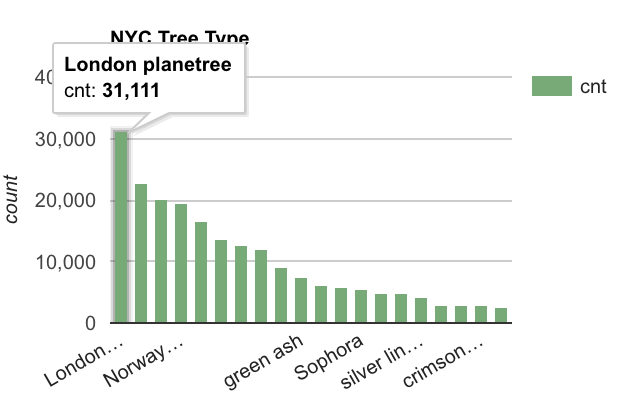 NYC Tree Type
London planetree
cnt: 31,111
cnt
40
30,000
20,000
10,000
0
count
London…
Norway…
green ash
Sophora
silver lin…
crimson…